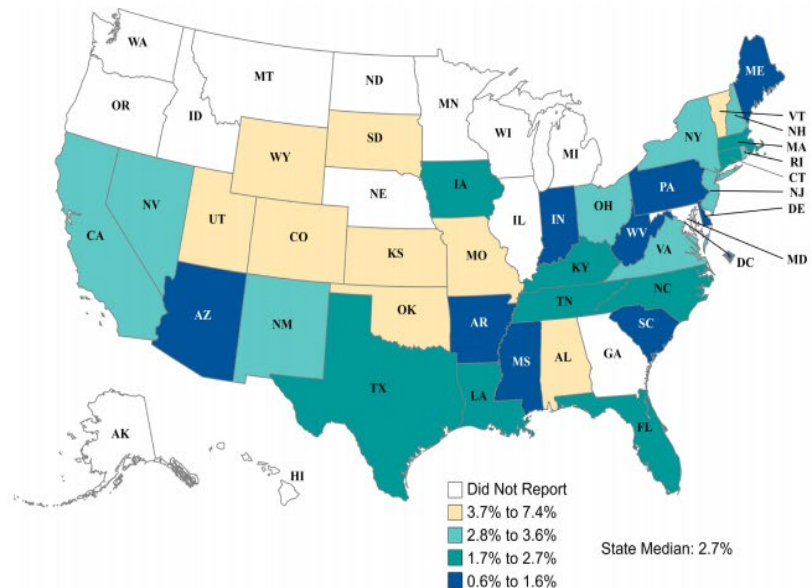 WA
MT
ND
MN
OR
ID
SD
WI
MI
WY
NE
IA
NY
ME
VT
NH
MA
RI
CT
NJ
DE
MD
DC
PA
NV
UT
CO
IL
IN
OH
WV
VA
CA
KS
MO
KY
TN
NC
AZ
NM
OK
AR
SC
TX
LA
MS
AL
GA
FL
AK
HI
Did Not Report
3.7% to 7.4%
2.8% to 3.6%
1.7% to 2.7%
0.6% to 1.6%
State Median: 2.7%